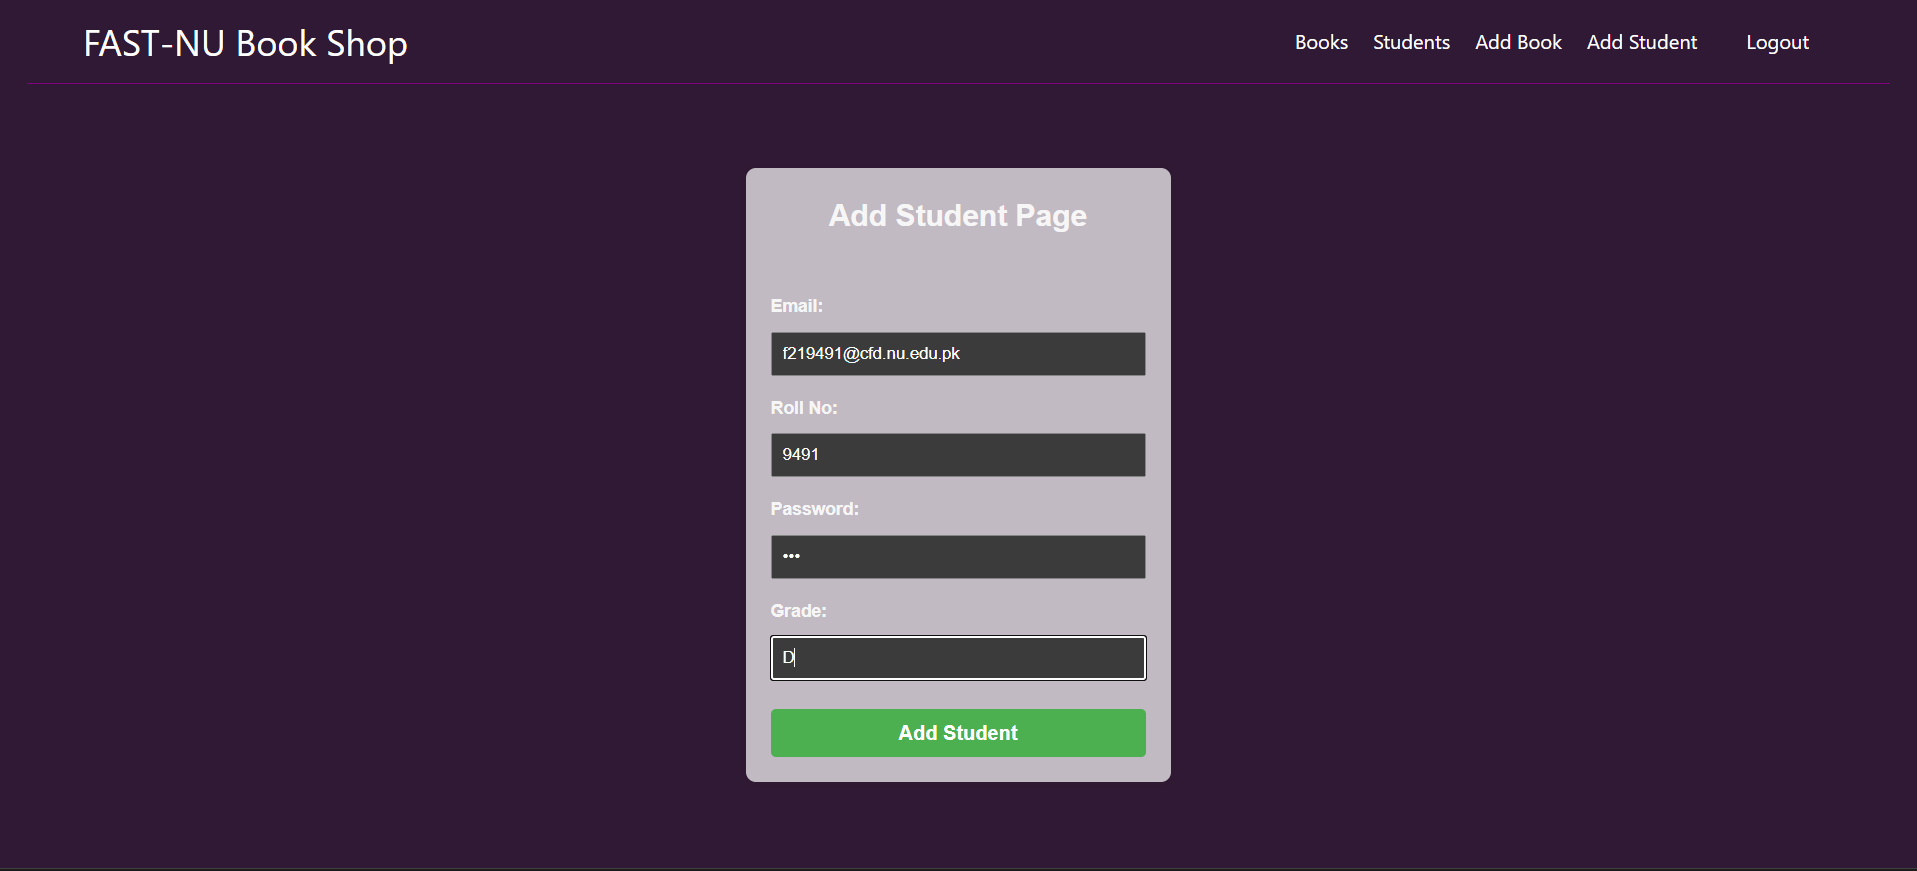 FAST-NU Book Shop
Books Students Add Book Add Student Logout
Add Student Page
Email:
f219491@cfd.nu.edu.pk
Roll No:
9491
Password:
•••
Grade:
D
Add Student